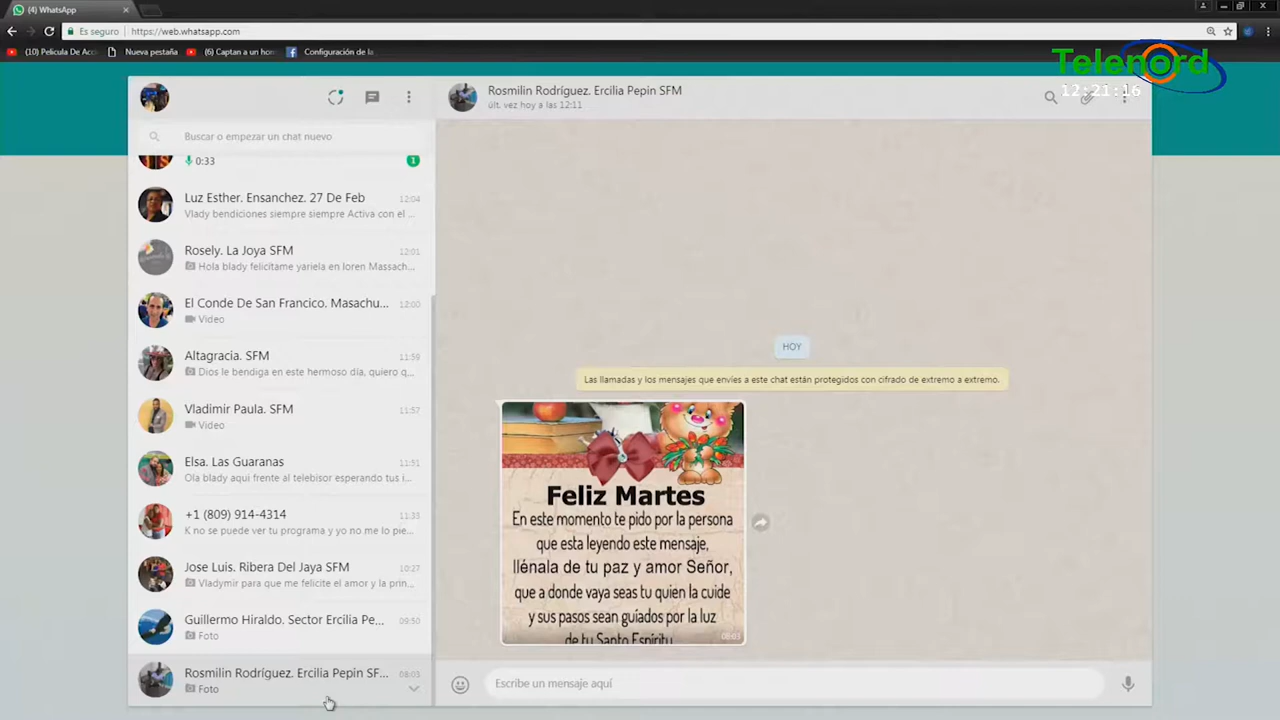 (4) WhatsApp
Es seguro
https://web.whatsapp.com
(10) Pelicula De Acc
Nueva pestaña
(6) Captan a un hom
Configuración de la
Telenord
12:21:16
Rosmilin Rodríguez. Ercilia Pepin SFM
últ. vez hoy a las 12:11
Buscar o empezar un chat nuevo
0:33
1
Luz Esther. Ensanchez. 27 De Feb
12:04
Vlady bendiciones siempre siempre Activa con el ...
Rosely. La Joya SFM
12:01
Hola blady felicitame yariela en loren Massach...
El Conde De San Francico. Masachu...
12:00
Video
Altagracia. SFM
11:59
Dios le bendiga en este hermoso día, quiero q...
Vladimir Paula. SFM
11:57
Video
Elsa. Las Guaranas
11:51
Ola blady aqui frente al telebisor esperando tus i...
+1 (809) 914-4314
11:33
K no se puede ver tu programa y yo no me lo pie...
Jose Luis. Ribera Del Jaya SFM
10:27
Vladymir para que me felicite el amor y la prin...
Guillermo Hiraldo. Sector Ercilia Pe...
09:50
Foto
Rosmilin Rodríguez. Ercilia Pepin SF...
08:03
Foto
HOY
Las llamadas y los mensajes que envíes a este chat están protegidos con cifrado de extremo a extremo.
Feliz Martes
En este momento te pido por la persona
que esta leyendo este mensaje,
llénala de tu paz y amor Señor,
que a donde vaya seas tu quien la cuide
y sus pasos sean guíados por la luz
de tu Santo Espíritu
08:03
Escribe un mensaje aquí